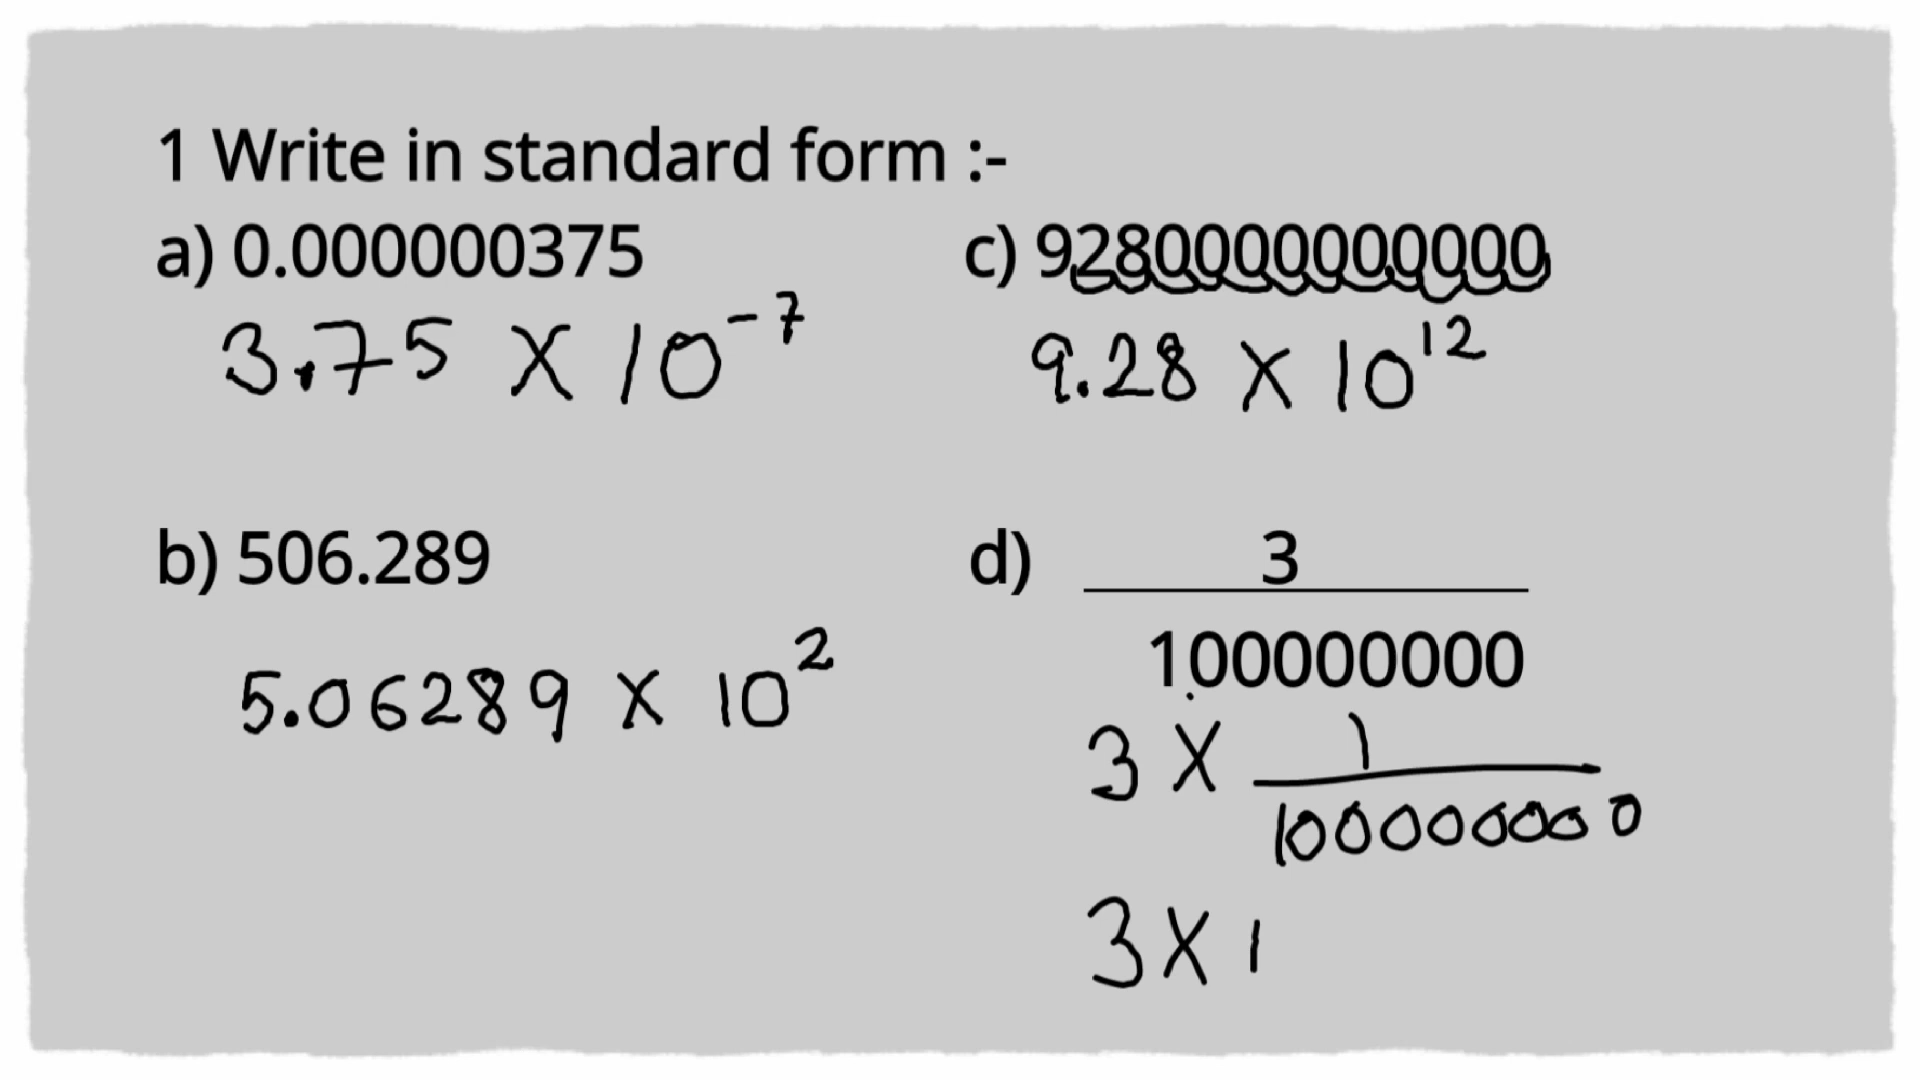 1 Write in standard form :-
a) 0.000000375
3.75 X 10⁻⁷
b) 506.289
5.06289 X 10²
c) 9280000000000
9.28 X 10¹²
d) 3
100000000
3 X 1
100000000
3 X 1